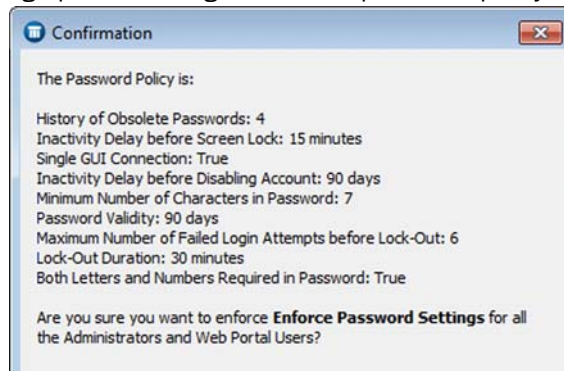 Confirmation
The Password Policy is:
History of Obsolete Passwords: 4
Inactivity Delay before Screen Lock: 15 minutes
Single GUI Connection: True
Inactivity Delay before Disabling Account: 90 days
Minimum Number of Characters in Password: 7
Password Validity: 90 days
Maximum Number of Failed Login Attempts before Lock-Out: 6
Lock-Out Duration: 30 minutes
Both Letters and Numbers Required in Password: True
Are you sure you want to enforce Enforce Password Settings for all
the Administrators and Web Portal Users?